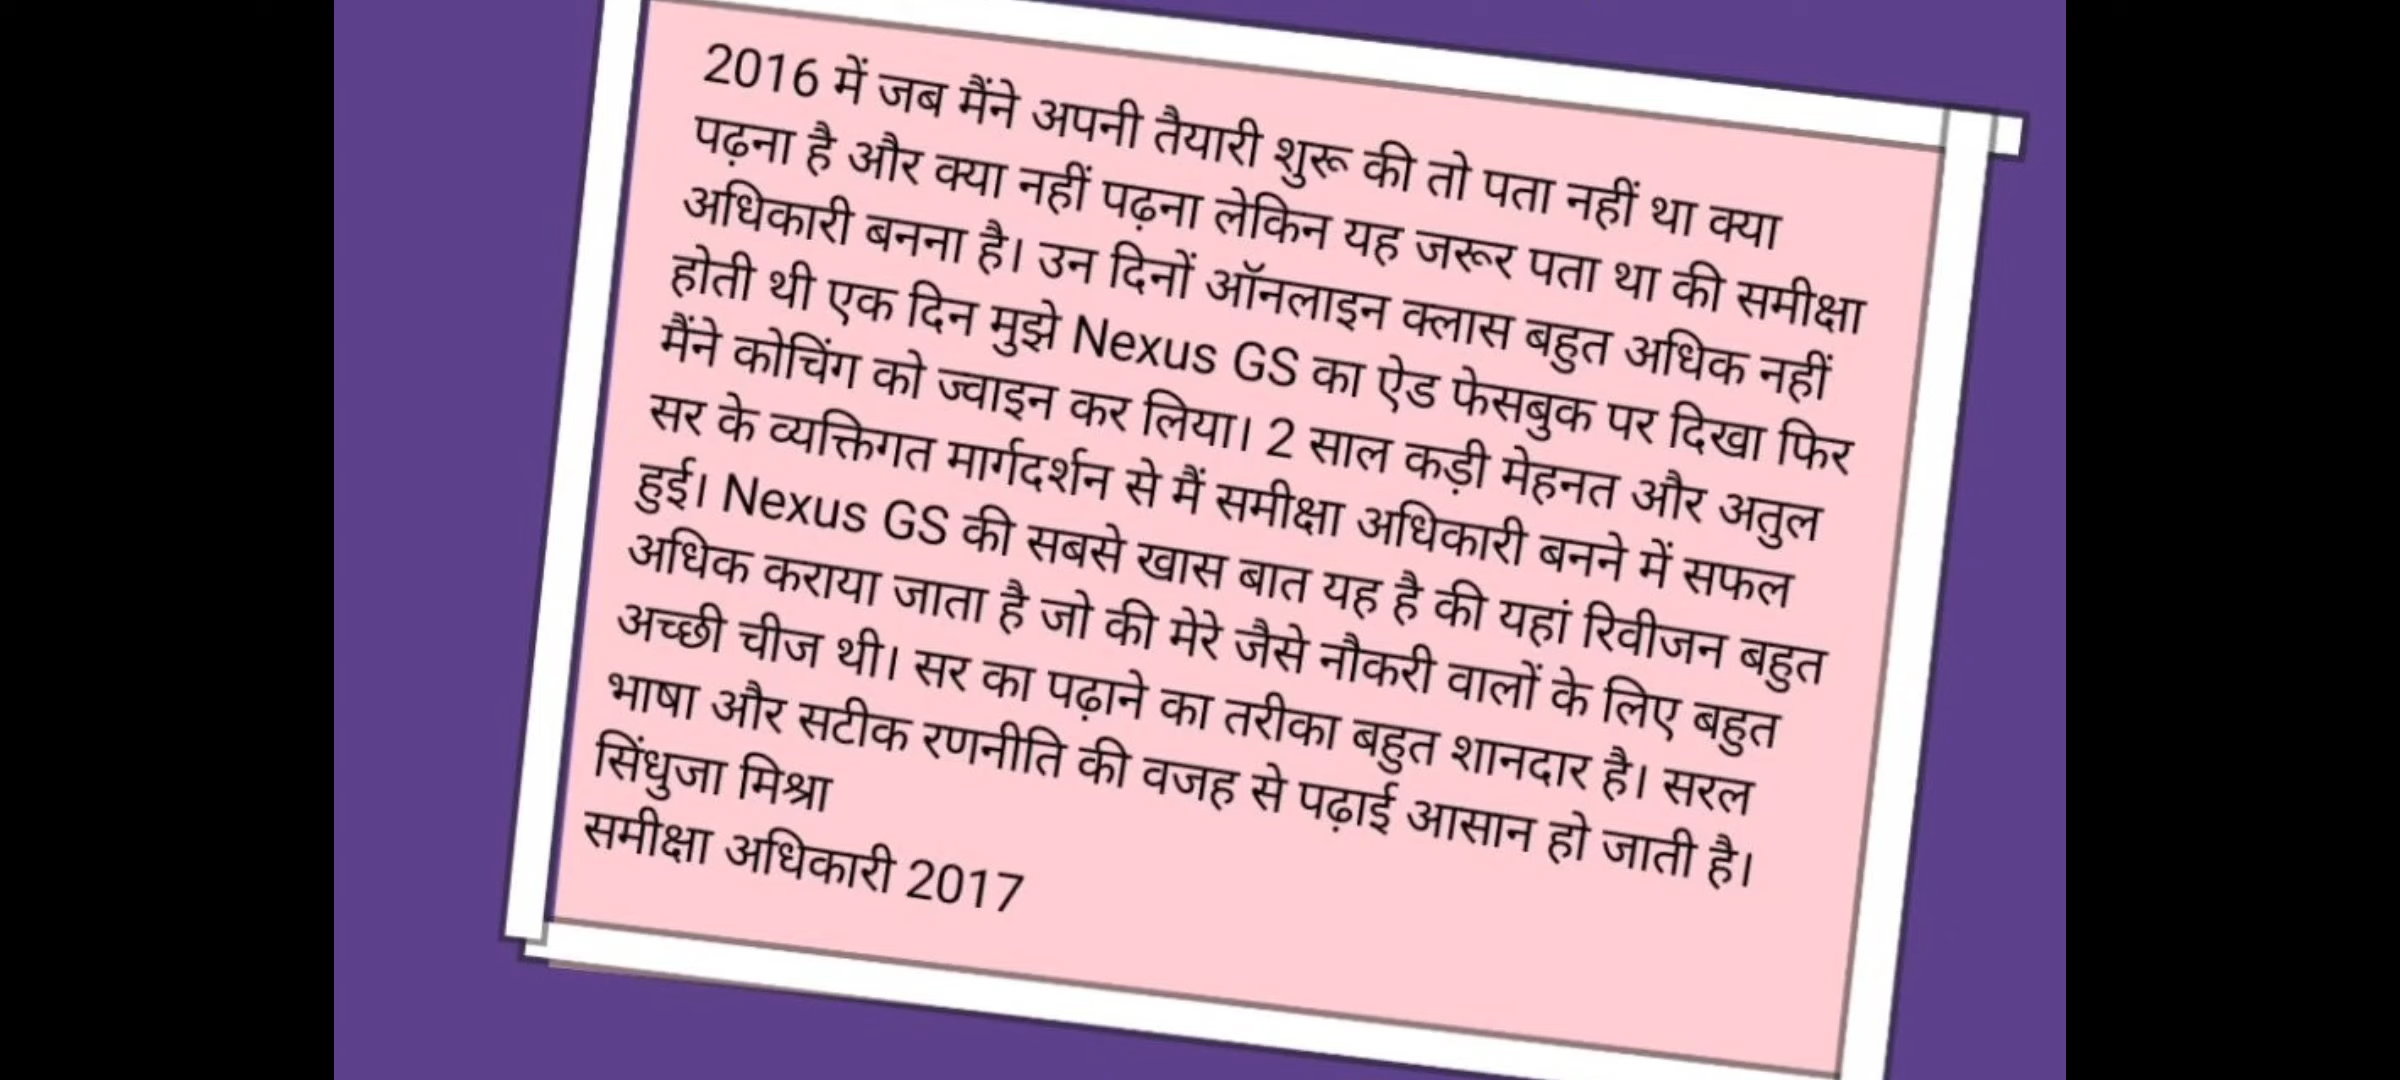 2016 में जब मैंने अपनी तैयारी शुरू की तो पता नहीं था क्या
पढ़ना है और क्या नहीं पढ़ना लेकिन यह जरूर पता था की समीक्षा
अधिकारी बनना है। उन दिनों ऑनलाइन क्लास बहुत अधिक नहीं
होती थी एक दिन मुझे Nexus GS का ऐड फेसबुक पर दिखा फिर
मैंने कोचिंग को ज्वाइन कर लिया। 2 साल कड़ी मेहनत और अतुल
सर के व्यक्तिगत मार्गदर्शन से मैं समीक्षा अधिकारी बनने में सफल
हुई। Nexus GS की सबसे खास बात यह है की यहां रिवीजन बहुत
अधिक कराया जाता है जो की मेरे जैसे नौकरी वालों के लिए बहुत
अच्छी चीज थी। सर का पढ़ाने का तरीका बहुत शानदार है। सरल
भाषा और सटीक रणनीति की वजह से पढ़ाई आसान हो जाती है।
सिंधुजा मिश्रा
समीक्षा अधिकारी 2017